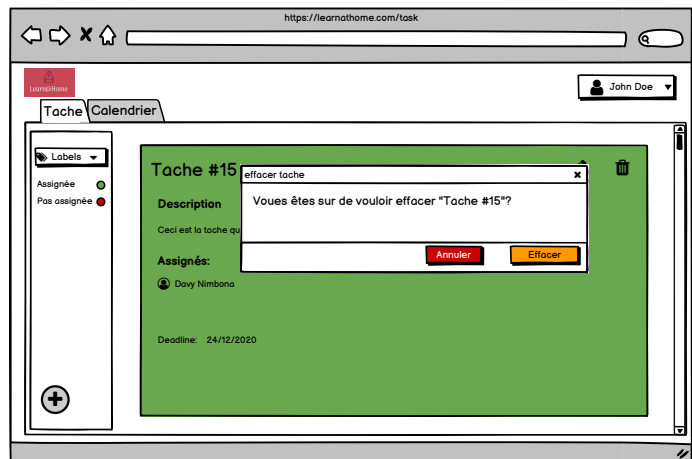 https://learnathome.com/task
Learn@Home
John Doe
Tache
Calendrier
Labels
Assignée
Pas assignée
Tache #15
Description
Ceci est la tache qu
Assignés:
Davy Nimbona
Deadline: 24/12/2020
effacer tache
Voues êtes sur de vouloir effacer "Tache #15"?
Annuler
Effacer